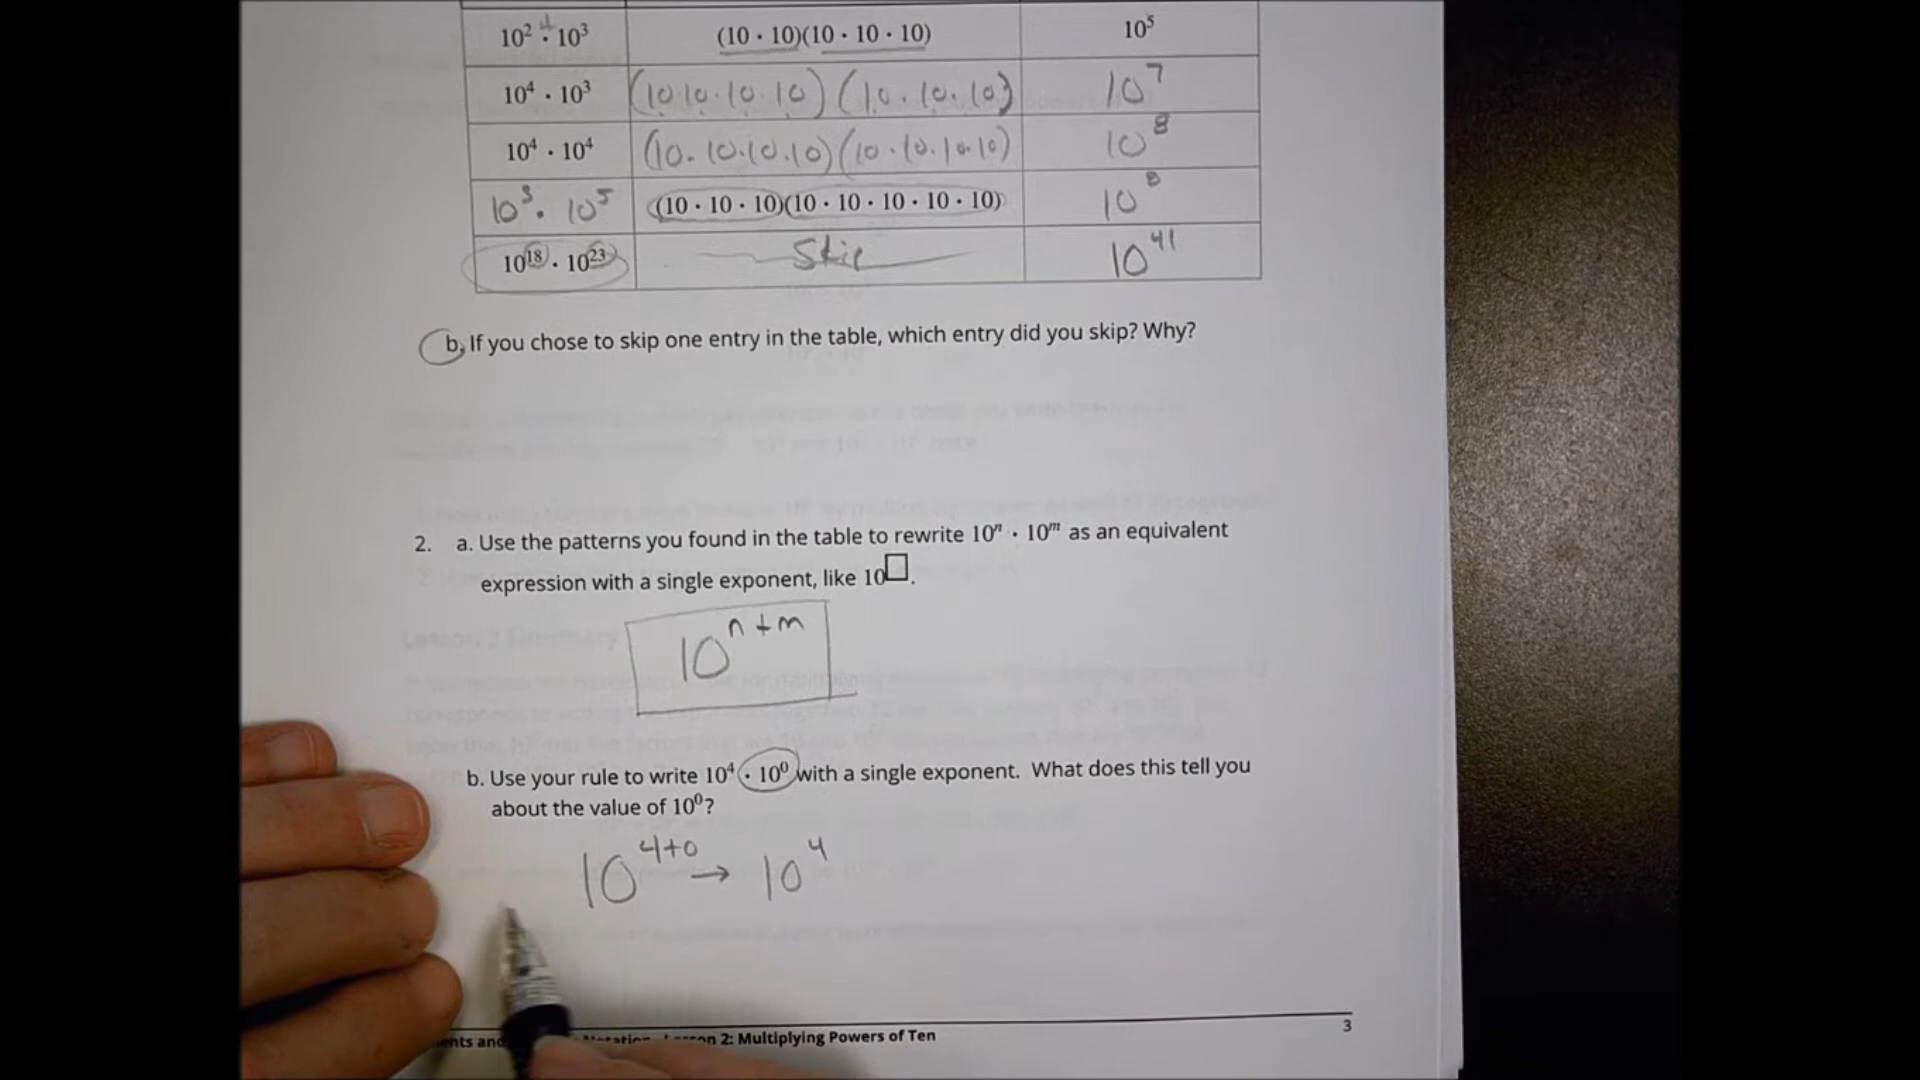 10² · 10³ (10 · 10)(10 · 10 · 10) 10⁵
10⁴ · 10³ (10·10·10·10)(10·10·10) 10⁷
10⁴ · 10⁴ (10·10·10·10)(10·10·10·10) 10⁸
10³ · 10⁵ (10 · 10 · 10)(10 · 10 · 10 · 10 · 10) 10⁸
10¹⁸ · 10²³ Skip 10⁴¹
b, If you chose to skip one entry in the table, which entry did you skip? Why?
2. a. Use the patterns you found in the table to rewrite 10ⁿ · 10ᵐ as an equivalent
expression with a single exponent, like 10□.
10ⁿ⁺ᵐ
b. Use your rule to write 10⁴ · 10⁰ with a single exponent. What does this tell you
about the value of 10⁰?
10⁴⁺⁰ → 10⁴
3
ents and n 2: Multiplying Powers of Ten